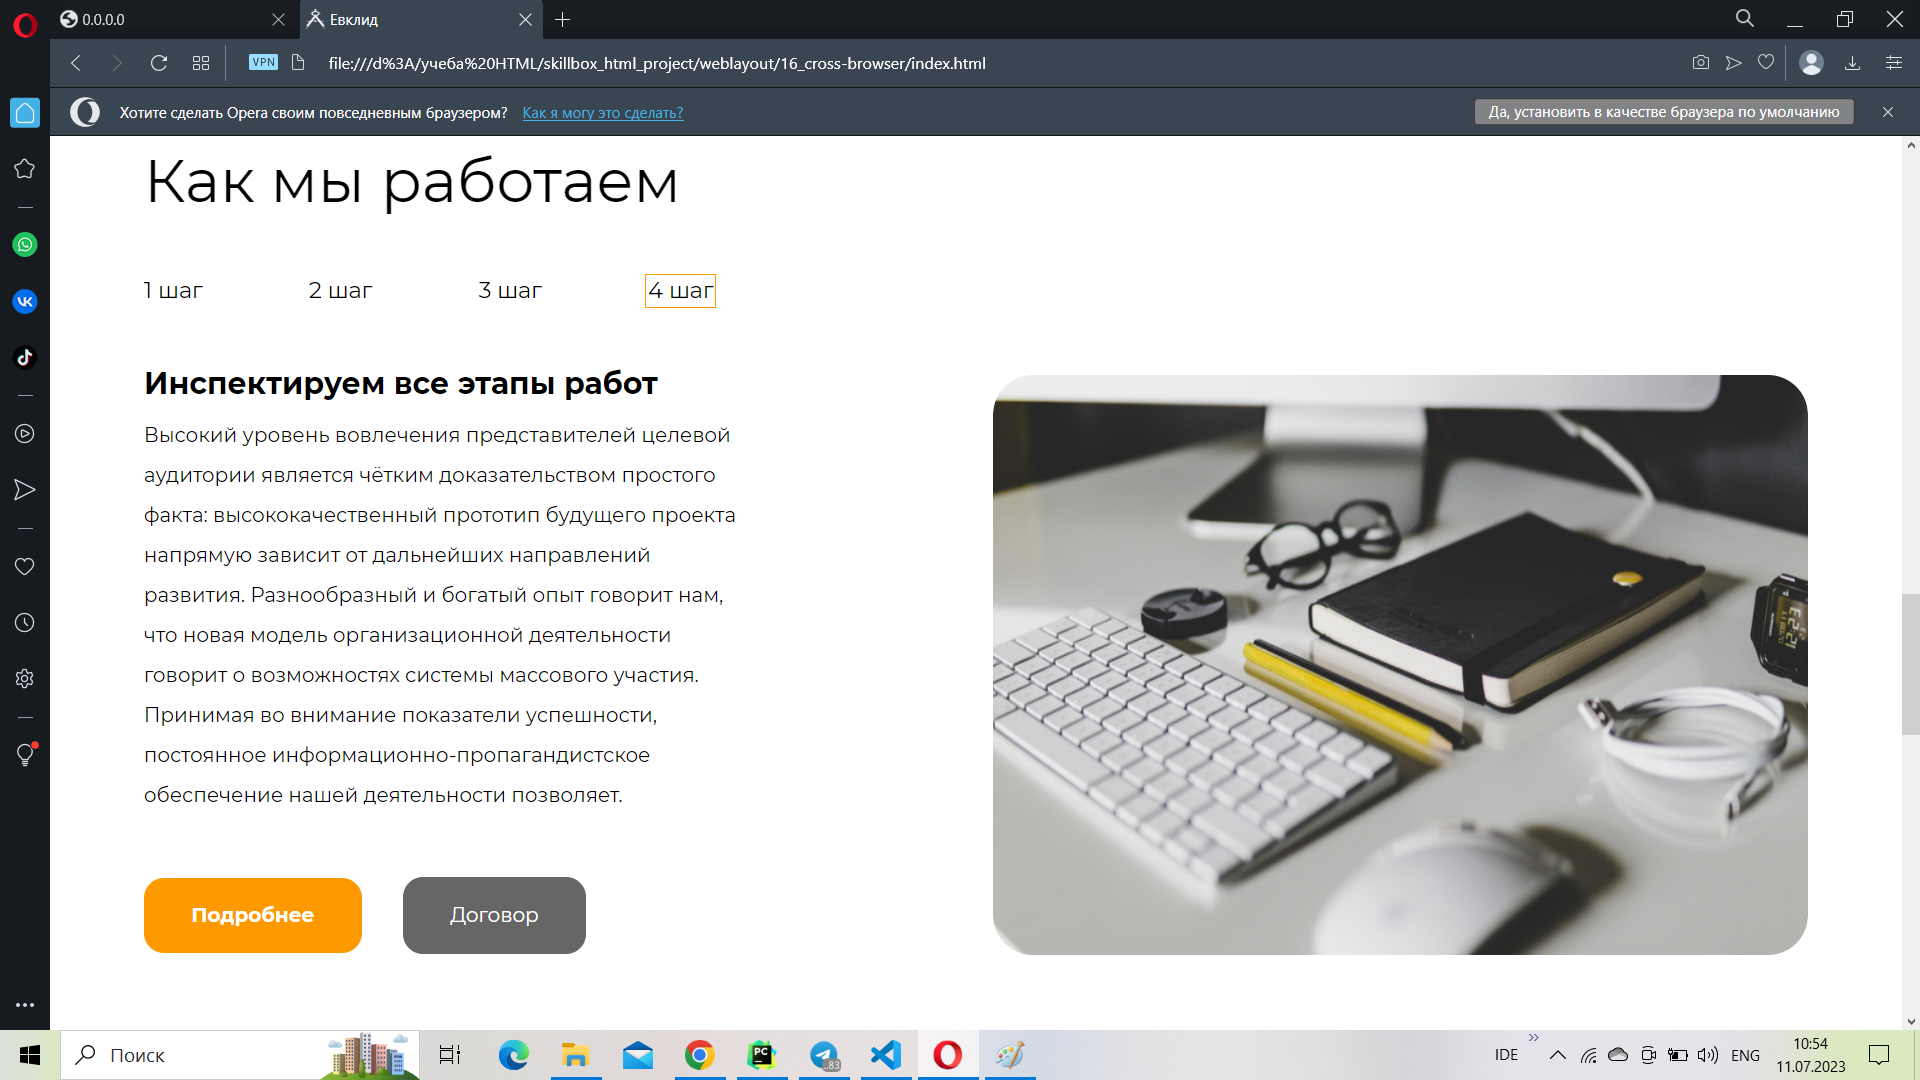 0.0.0.0
Евклид
VPN
file:///d%3A/учеба%20HTML/skillbox_html_project/weblayout/16_cross-browser/index.html
Хотите сделать Opera своим повседневным браузером? Как я могу это сделать?
Да, установить в качестве браузера по умолчанию
Как мы работаем
1 шаг
2 шаг
3 шаг
4 шаг
Инспектируем все этапы работ
Высокий уровень вовлечения представителей целевой
аудитории является чётким доказательством простого
факта: высококачественный прототип будущего проекта
напрямую зависит от дальнейших направлений
развития. Разнообразный и богатый опыт говорит нам,
что новая модель организационной деятельности
говорит о возможностях системы массового участия.
Принимая во внимание показатели успешности,
постоянное информационно-пропагандистское
обеспечение нашей деятельности позволяет.
Подробнее
Договор
Поиск
PC
..83
IDE
ENG
10:54
11.07.2023